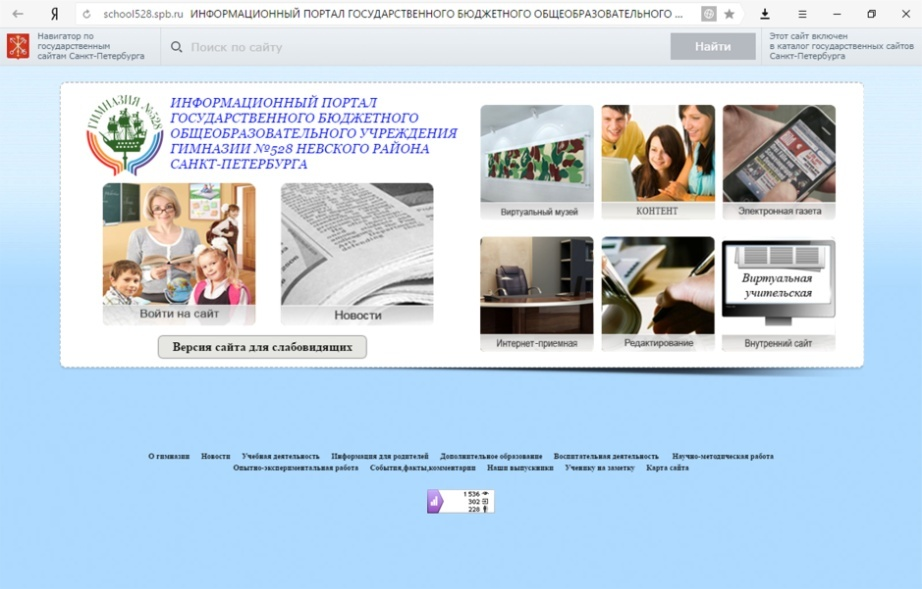 Я school528.spb.ru ИНФОРМАЦИОННЫЙ ПОРТАЛ ГОСУДАРСТВЕННОГО БЮДЖЕТНОГО ОБЩЕОБРАЗОВАТЕЛЬНОГО ...
Навигатор по
государственным
сайтам Санкт-Петербурга
Поиск по сайту
Найти
Этот сайт включен
в каталог государственных сайтов
Санкт-Петербурга
ГИМНАЗИЯ №528
ИНФОРМАЦИОННЫЙ ПОРТАЛ
ГОСУДАРСТВЕННОГО БЮДЖЕТНОГО
ОБЩЕОБРАЗОВАТЕЛЬНОГО УЧРЕЖДЕНИЯ
ГИМНАЗИИ №528 НЕВСКОГО РАЙОНА
САНКТ-ПЕТЕРБУРГА
Войти на сайт
Новости
Версия сайта для слабовидящих
Виртуальный музей
КОНТЕНТ
Электронная газета
Интернет-приемная
Редактирование
Виртуальная
учительская
Внутренний сайт
О гимназии Новости Учебная деятельность Информация для родителей Дополнительное образование Воспитательная деятельность Научно-методическая работа
Опытно-экспериментальная работа События,факты,комментарии Наши выпускники Ученику на заметку Карта сайта
1 536
302
228